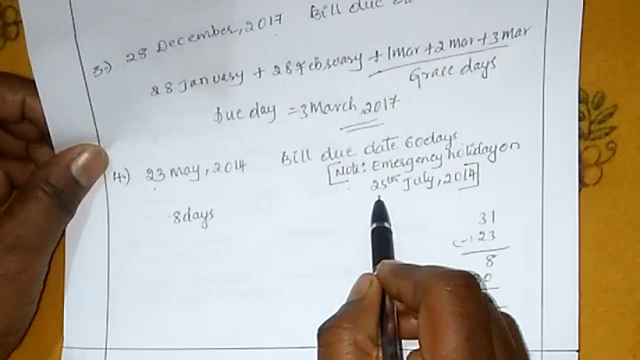 3.) 28 December, 2017 Bill due
28 January + 28 February + 1 Mar + 2 Mar + 3 Mar
Grace days
Due day = 3 March, 2017
4.) 23 May, 2014 Bill due date 60days
[Note: Emergency holiday on
25th July, 2014]
8days
31
(-) 23
8